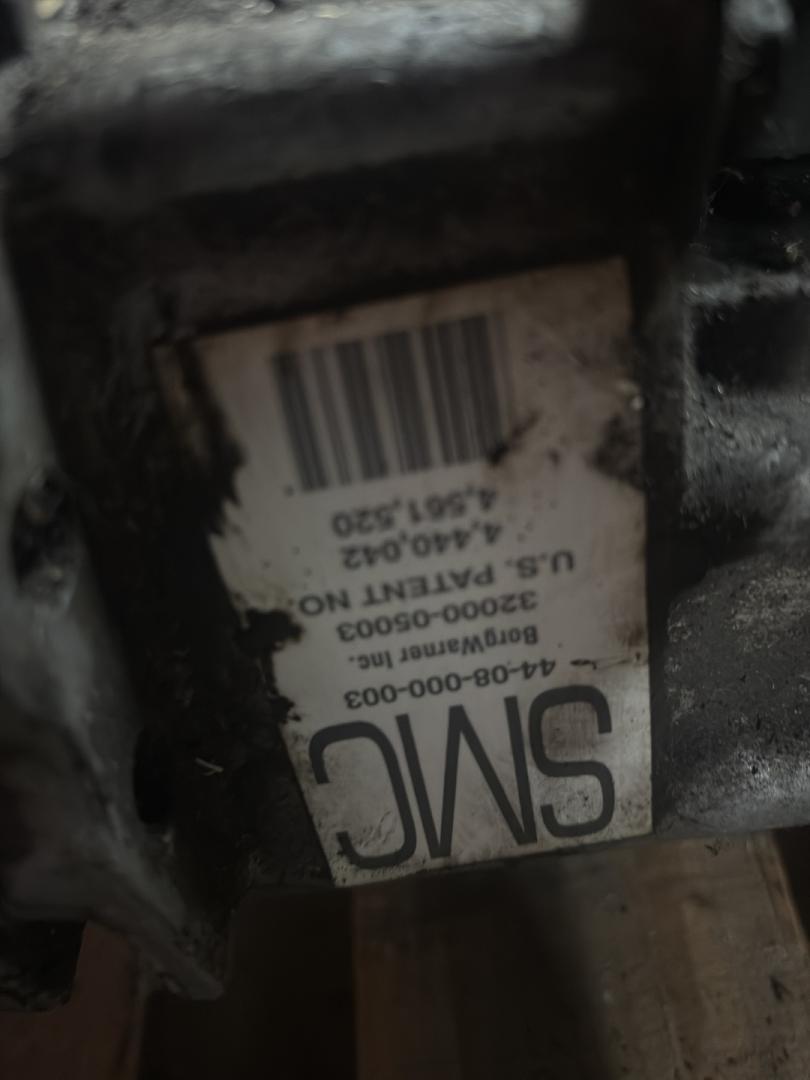 SMC
44-08-000-003
BorgWarner Inc.
32000-05003
U.S. PATENT NO
4,440,042
4,561,520